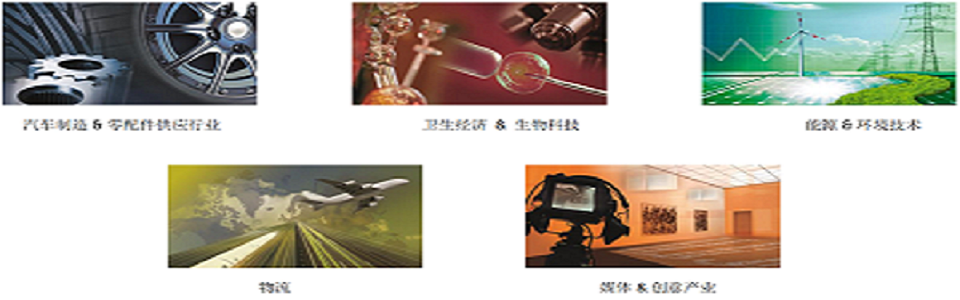 汽车制造 & 零配件供应行业
卫生经济 & 生物科技
能源 & 环境技术
物流
媒体 & 创意产业